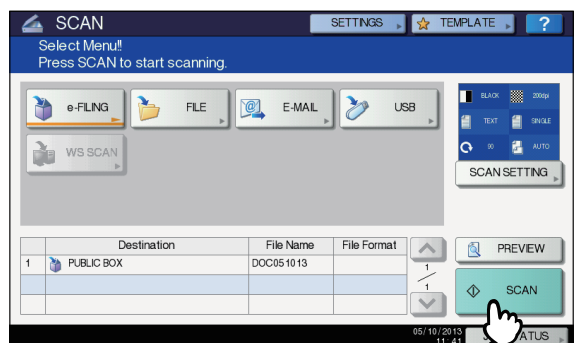 SCAN
SETTINGS
TEMPLATE
?
Select Menu!!
Press SCAN to start scanning.
e-FILING
FILE
E-MAIL
USB
WS SCAN
BLACK
200dpi
TEXT
SINGLE
90
AUTO
SCAN SETTING
Destination File Name File Format
1 PUBLIC BOX DOC051013
1
1
PREVIEW
SCAN
05/10/2013
11:41
ATUS